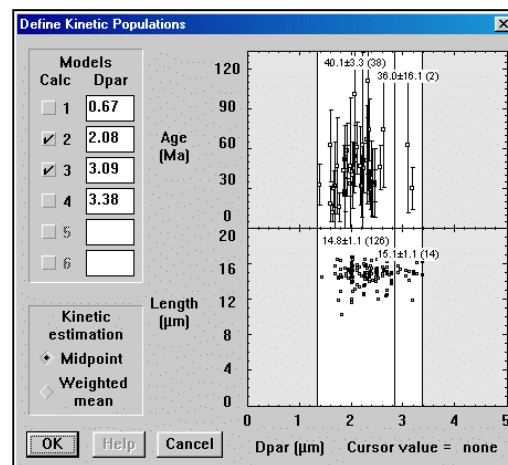 Define Kinetic Populations
Models
Calc Dpar
1 0.67
2 2.08
3 3.09
4 3.38
5
6
Kinetic
estimation
Midpoint
Weighted
mean
OK Help Cancel
Age
(Ma)
120
90
60
30
0
40.1±3.3 (38)
36.0±16.1 (2)
Length
(µm)
20
16
12
8
4
0
14.8±1.1 (126)
15.1±1.1 (14)
0 1 2 3 4 5
Dpar (µm) Cursor value = none